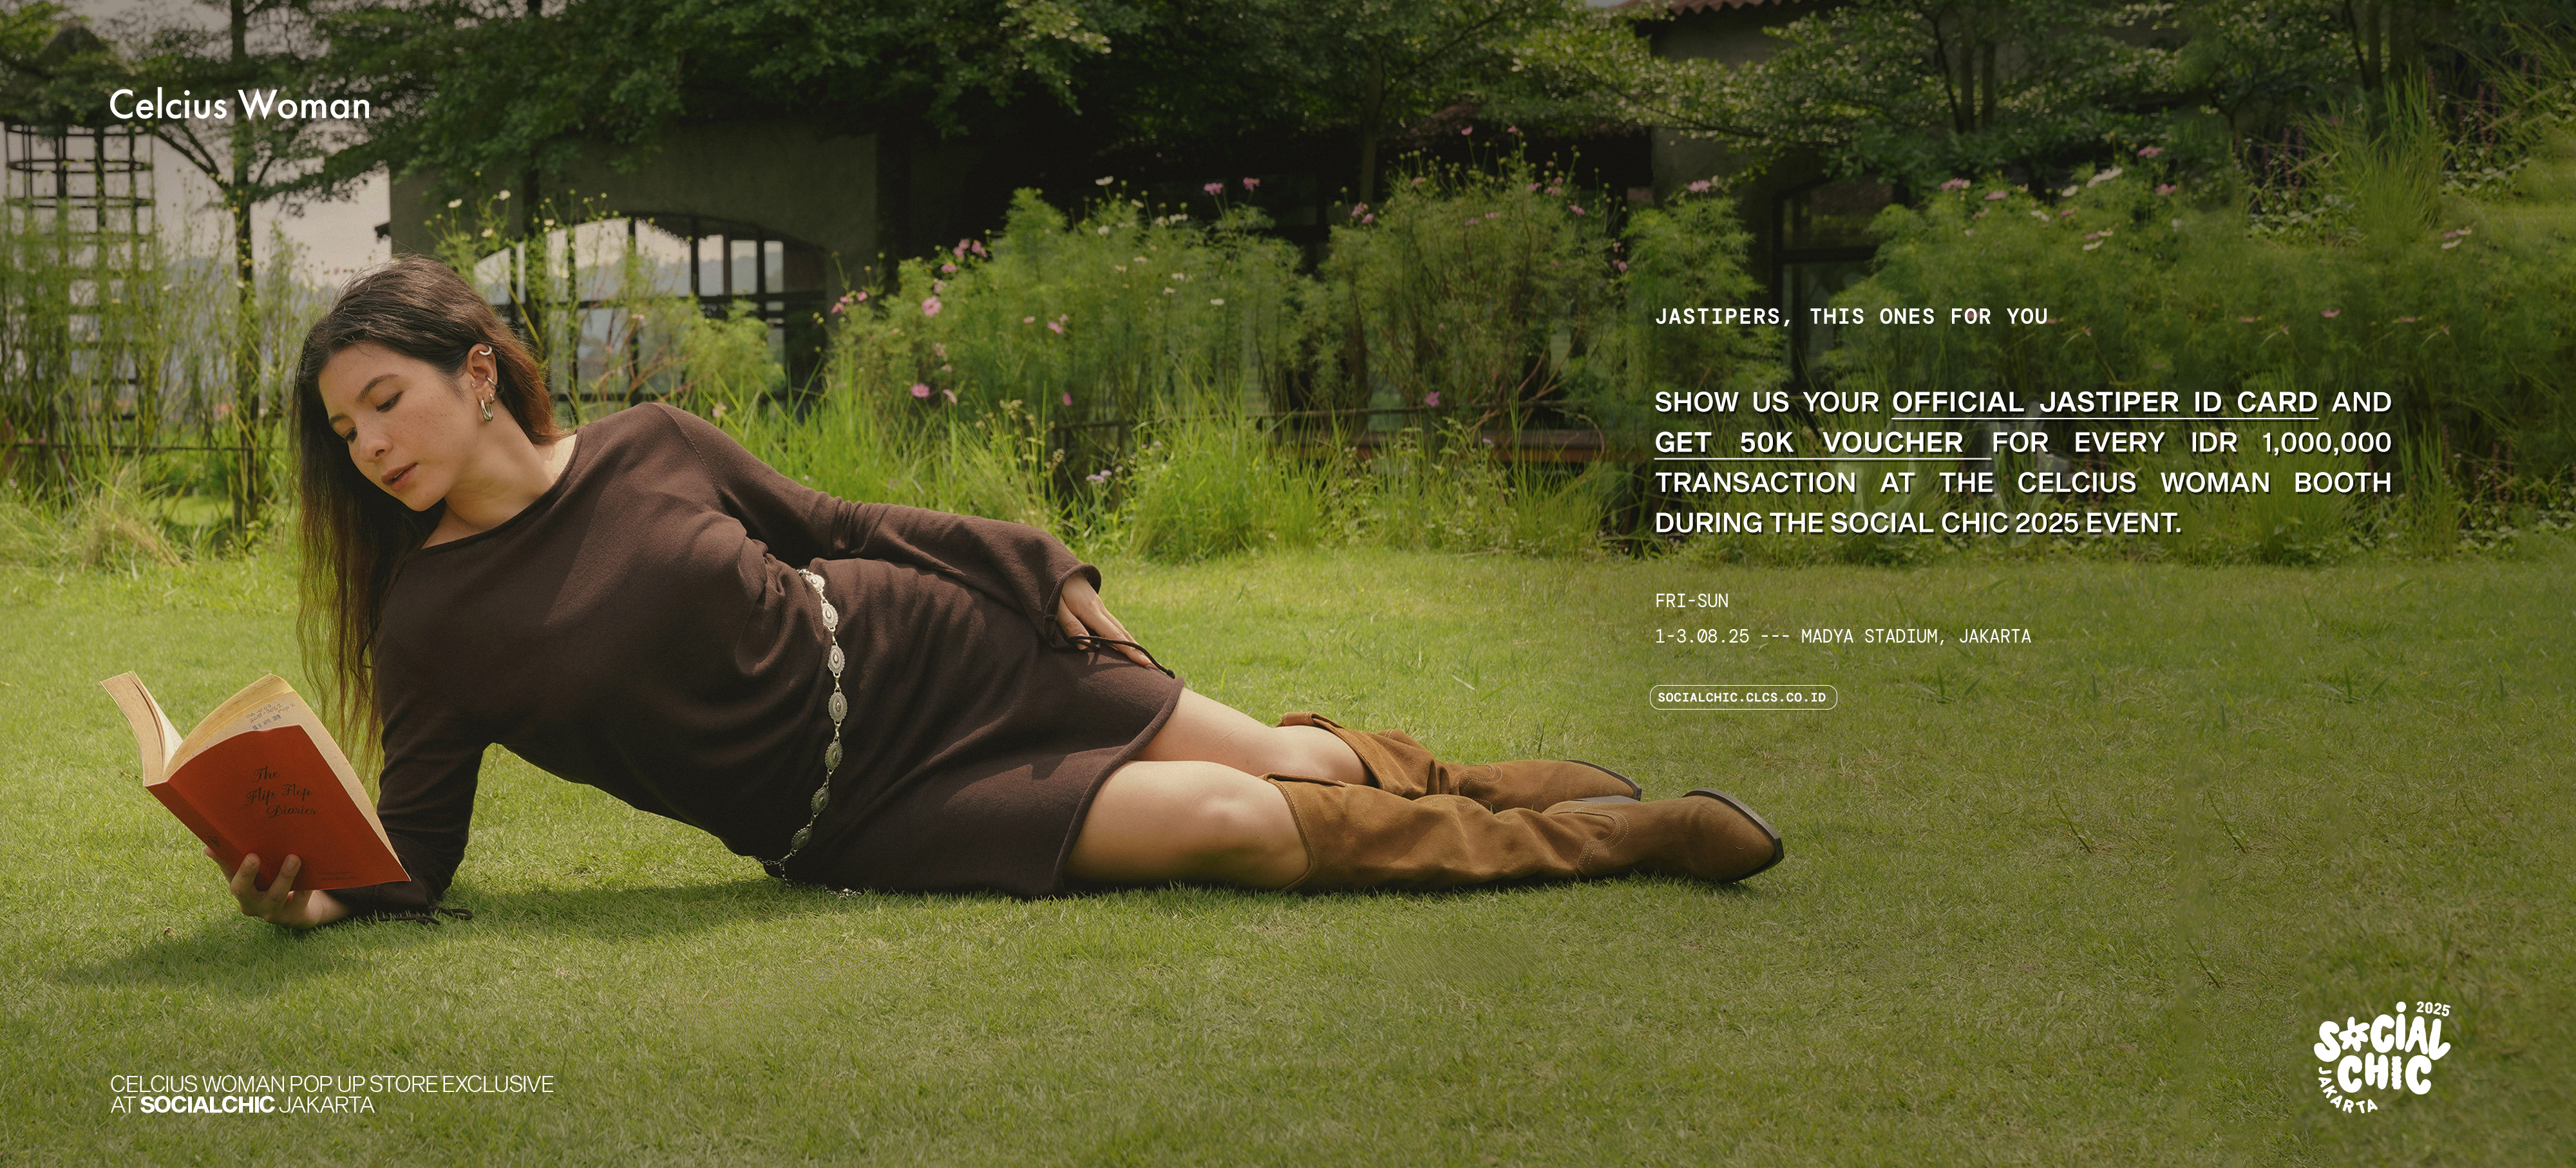 Celcius Woman
JASTIPERS, THIS ONES FOR YOU
SHOW US YOUR OFFICIAL JASTIPER ID CARD AND
GET 50K VOUCHER FOR EVERY IDR 1,000,000
TRANSACTION AT THE CELCIUS WOMAN BOOTH
DURING THE SOCIAL CHIC 2025 EVENT.
FRI-SUN
1-3.08.25 --- MADYA STADIUM, JAKARTA
SOCIALCHIC.CLCS.CO.ID
The
Flip Flop
Diaries
CELCIUS WOMAN POP UP STORE EXCLUSIVE
AT SOCIALCHIC JAKARTA
2025
SOCIAL
CHIC
JAKARTA